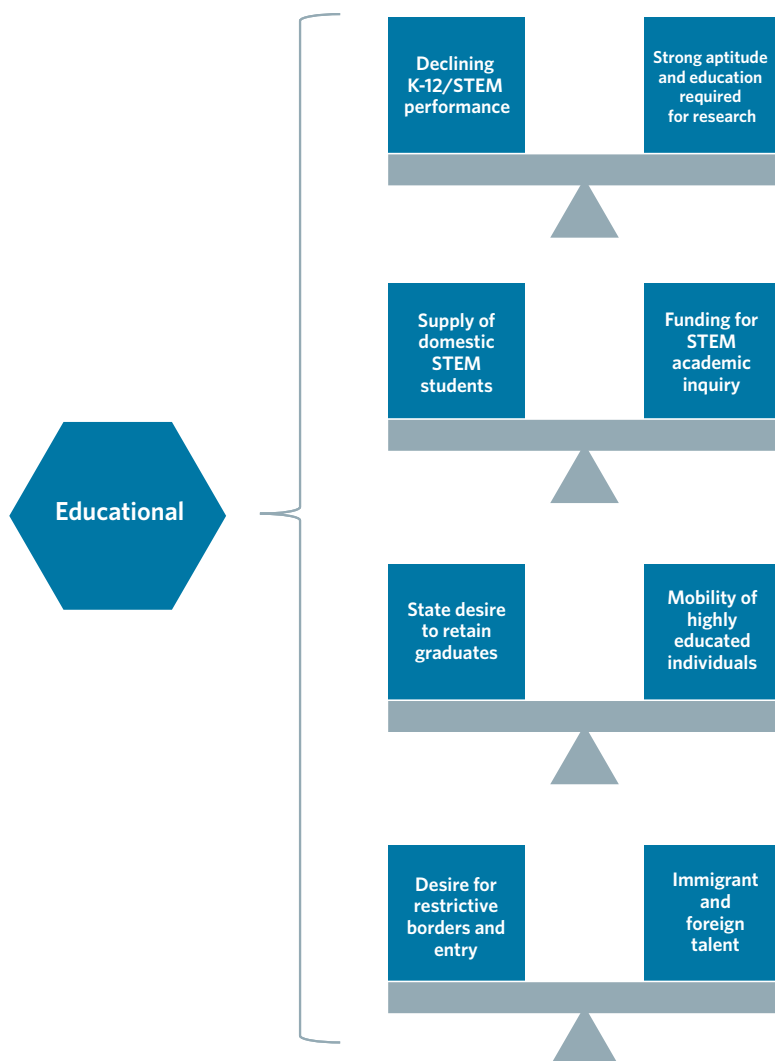 Declining
K-12/STEM
performance
Strong aptitude
and education
required
for research
Supply of
domestic
STEM
students
Funding for
STEM
academic
inquiry
Educational
State desire
to retain
graduates
Mobility of
highly
educated
individuals
Desire for
restrictive
borders and
entry
Immigrant
and
foreign
talent